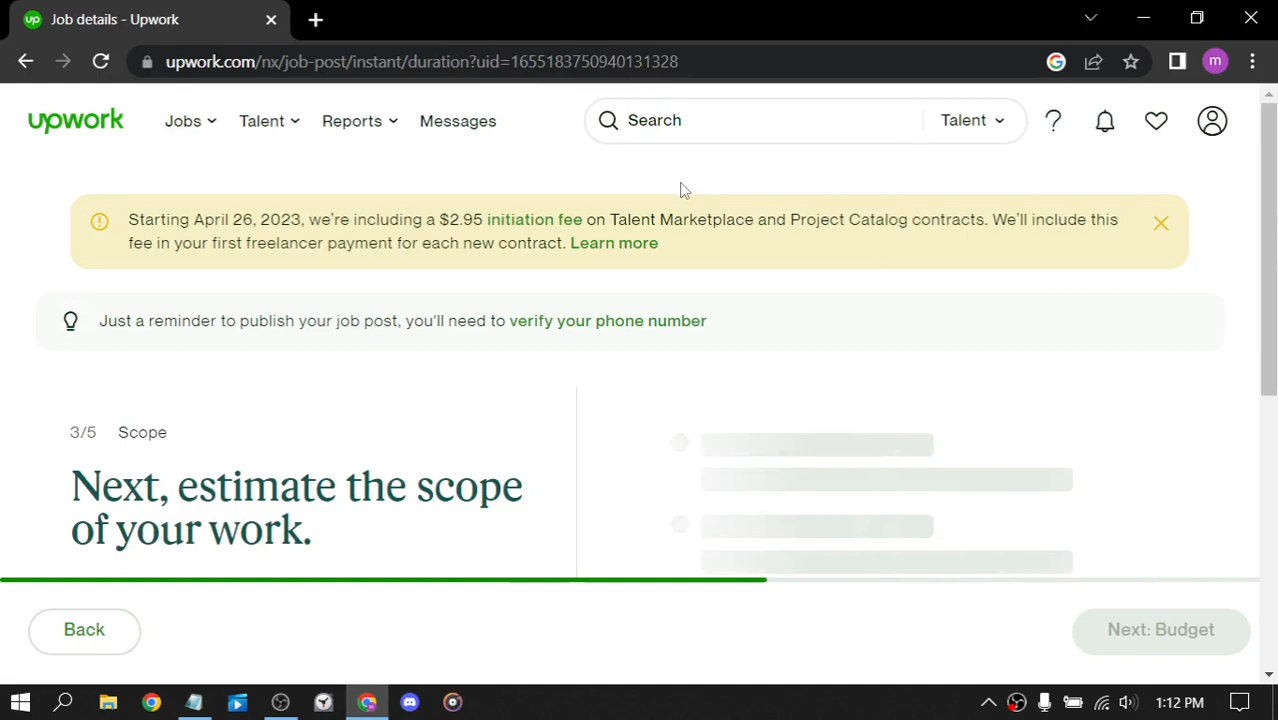 Job details - Upwork
upwork.com/nx/job-post/instant/duration?uid=1655183750940131328
m
upwork
Jobs
Talent
Reports
Messages
Search
Talent
Starting April 26, 2023, we're including a $2.95 initiation fee on Talent Marketplace and Project Catalog contracts. We'll include this
fee in your first freelancer payment for each new contract. Learn more
Just a reminder to publish your job post, you'll need to verify your phone number
3/5 Scope
Next, estimate the scope
of your work.
Back
Next: Budget
1:12 PM